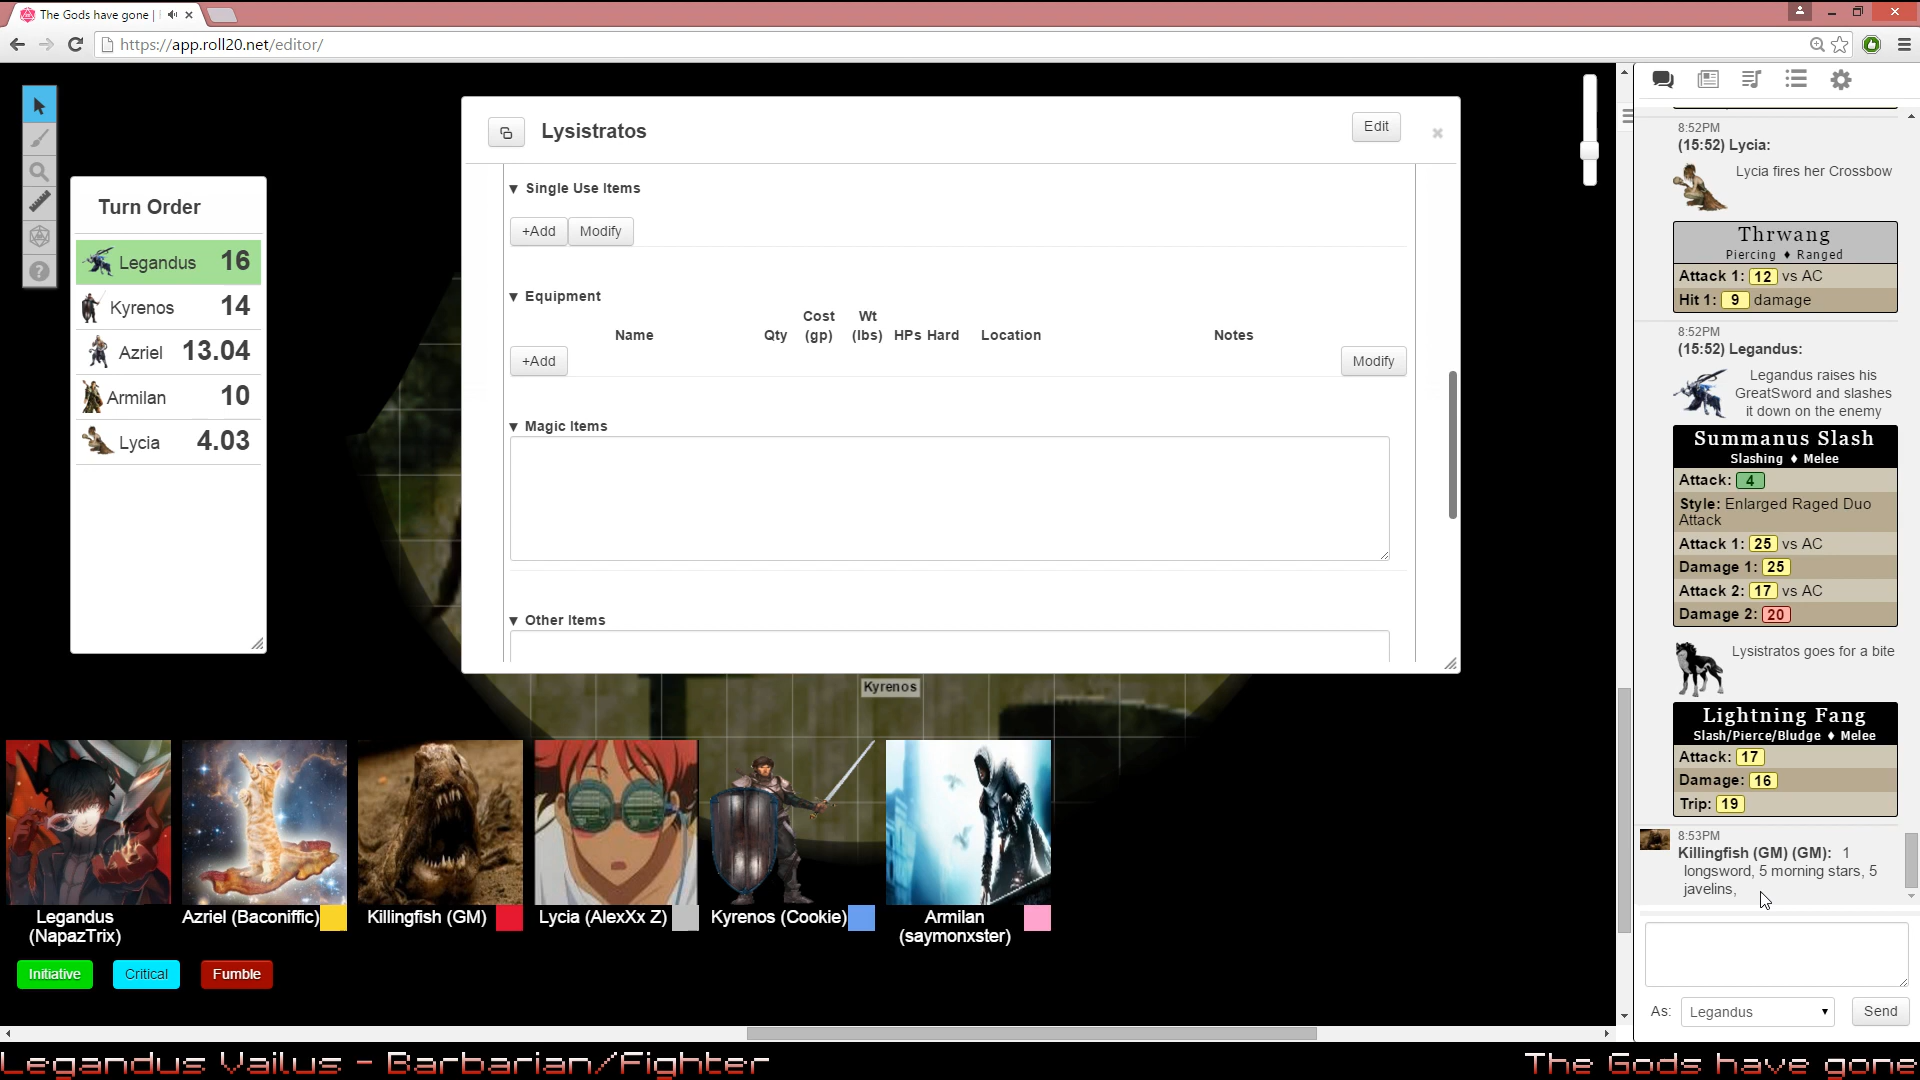 The Gods have gone |
https://app.roll20.net/editor/
Turn Order
Legandus 16
Kyrenos 14
Azriel 13.04
Armilan 10
Lycia 4.03
Lysistratos
Edit
Single Use Items
+Add Modify
Equipment
Name Qty Cost (gp) Wt (lbs) HPs Hard Location Notes
+Add Modify
Magic Items
Other Items
Kyrenos
Legandus (NapazTrix)
Azriel (Baconiffic)
Killingfish (GM)
Lycia (AlexXx Z)
Kyrenos (Cookie)
Armilan (saymonxster)
Initiative Critical Fumble
8:52PM
(15:52) Lycia:
Lycia fires her Crossbow
Thrwang
Piercing ♦ Ranged
Attack 1: 12 vs AC
Hit 1: 9 damage
8:52PM
(15:52) Legandus:
Legandus raises his
GreatSword and slashes
it down on the enemy
Summanus Slash
Slashing ♦ Melee
Attack: 4
Style: Enlarged Raged Duo
Attack
Attack 1: 25 vs AC
Damage 1: 25
Attack 2: 17 vs AC
Damage 2: 20
Lysistratos goes for a bite
Lightning Fang
Slash/Pierce/Bludge ♦ Melee
Attack: 17
Damage: 16
Trip: 19
8:53PM
Killingfish (GM) (GM): 1
longsword, 5 morning stars, 5
javelins,
As: Legandus Send
Legandus Vailus - Barbarian/Fighter
The Gods have gone